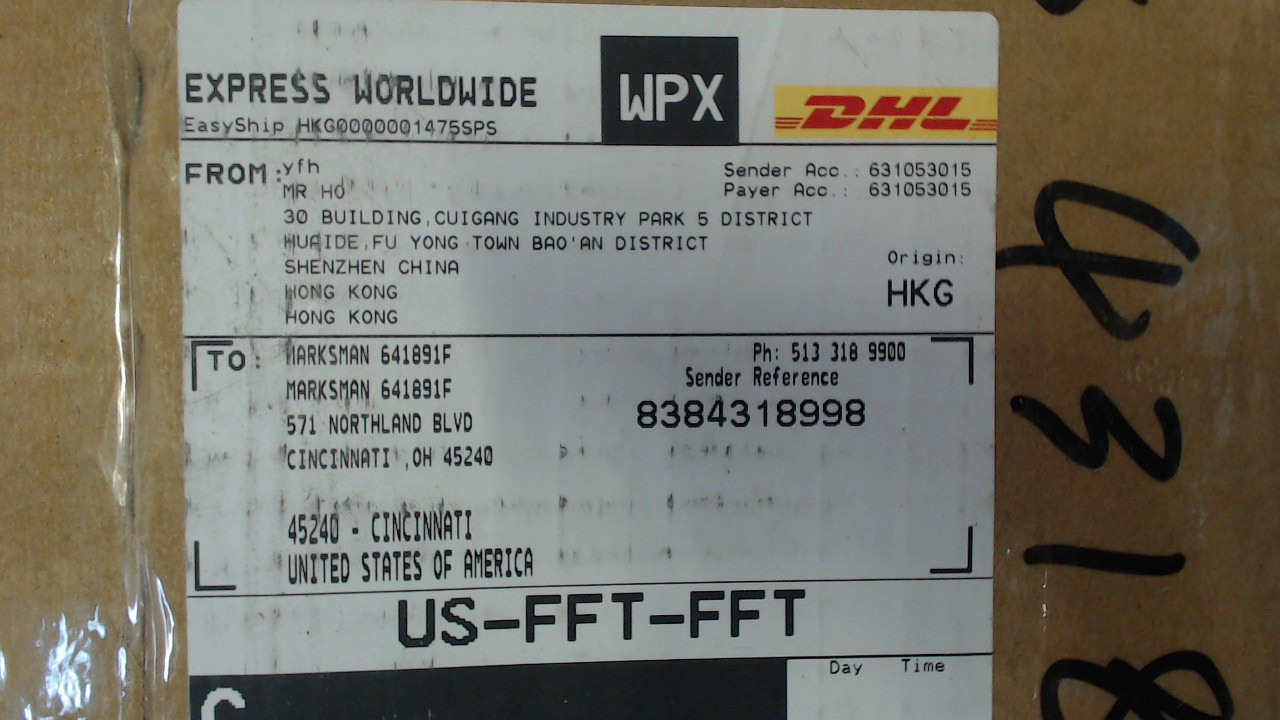 EXPRESS WORLDWIDE
EasyShip HKG0000001475SPS
WPX
DHL
FROM :
yfh
MR HO
30 BUILDING,CUIGANG INDUSTRY PARK 5 DISTRICT
HUAIDE,FU YONG TOWN BAO'AN DISTRICT
SHENZHEN CHINA
HONG KONG
HONG KONG
Sender Acc.: 631053015
Payer Acc.: 631053015
Origin:
HKG
TO :
MARKSMAN 641891F
MARKSMAN 641891F
571 NORTHLAND BLVD
CINCINNATI ,OH 45240
45240 - CINCINNATI
UNITED STATES OF AMERICA
Ph: 513 318 9900
Sender Reference
8384318998
US-FFT-FFT
C
Day Time
4318